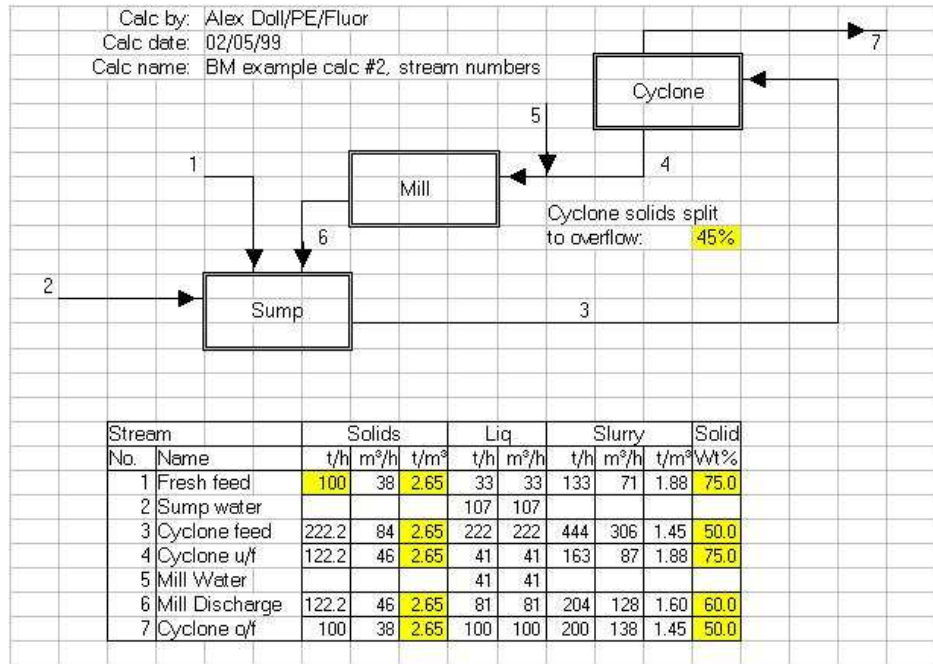 Calc by: Alex Doll/PE/Fluor
Calc date: 02/05/99
Calc name: BM example calc #2, stream numbers
7
Cyclone
5
1
4
Mill
Cyclone solids split
to overflow: 45%
6
2
Sump
3
Stream Solids Liq Slurry Solid
No. Name t/h m³/h t/m³ t/h m³/h t/h m³/h t/m³ Wt%
1 Fresh feed 100 38 2.65 33 33 133 71 1.88 75.0
2 Sump water 107 107
3 Cyclone feed 222.2 84 2.65 222 222 444 306 1.45 50.0
4 Cyclone u/f 122.2 46 2.65 41 41 163 87 1.88 75.0
5 Mill Water 41 41
6 Mill Discharge 122.2 46 2.65 81 81 204 128 1.60 60.0
7 Cyclone o/f 100 38 2.65 100 100 200 138 1.45 50.0